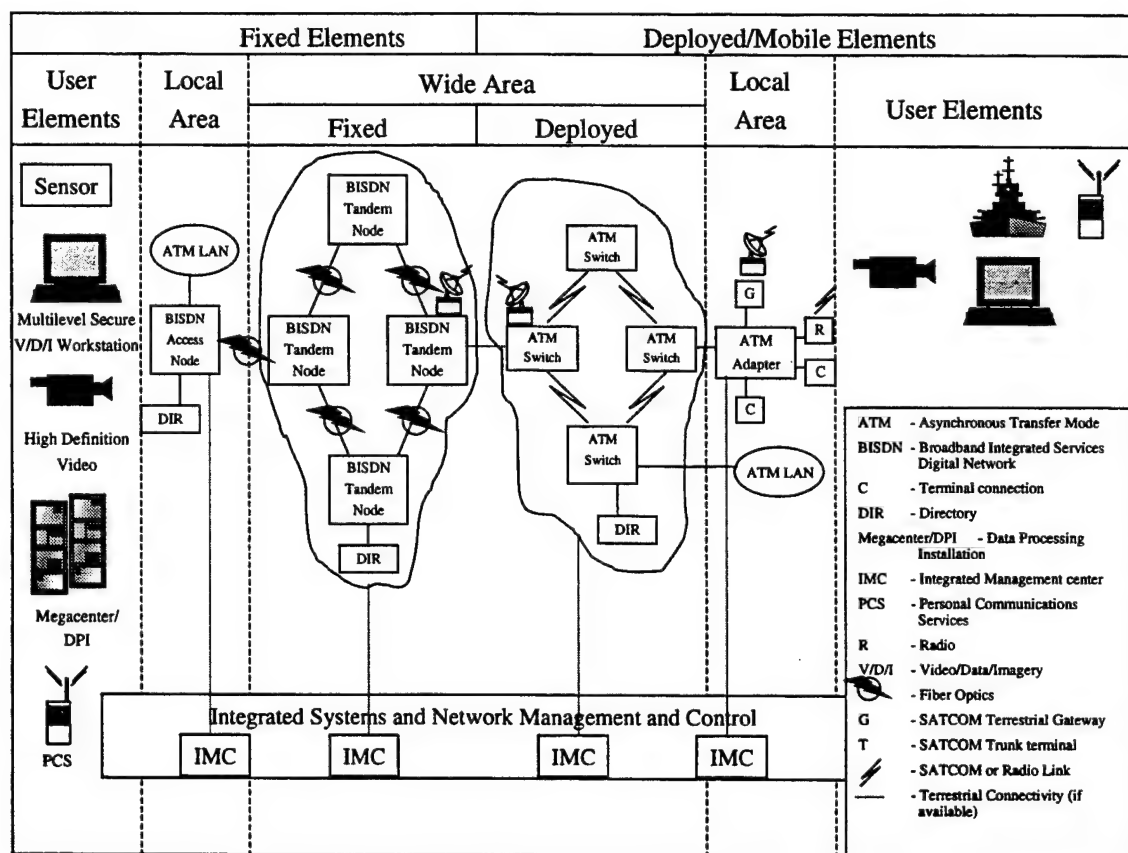 Fixed Elements
Deployed/Mobile Elements
User
Elements
Local
Area
Wide Area
Local
Area
User Elements
Fixed
Deployed
Sensor
Multilevel Secure
V/D/I Workstation
High Definition
Video
Megacenter/
DPI
PCS
ATM LAN
BISDN
Access
Node
DIR
BISDN
Tandem
Node
BISDN
Tandem
Node
BISDN
Tandem
Node
BISDN
Tandem
Node
DIR
ATM
Switch
ATM
Switch
ATM
Switch
ATM
Switch
DIR
ATM LAN
G
ATM
Adapter
R
C
C
ATM - Asynchronous Transfer Mode
BISDN - Broadband Integrated Services
Digital Network
C - Terminal connection
DIR - Directory
Megacenter/DPI - Data Processing
Installation
IMC - Integrated Management center
PCS - Personal Communications
Services
R - Radio
V/D/I - Video/Data/Imagery
- Fiber Optics
G - SATCOM Terrestrial Gateway
T - SATCOM Trunk terminal
- SATCOM or Radio Link
- Terrestrial Connectivity (if
available)
Integrated Systems and Network Management and Control
IMC
IMC
IMC
IMC